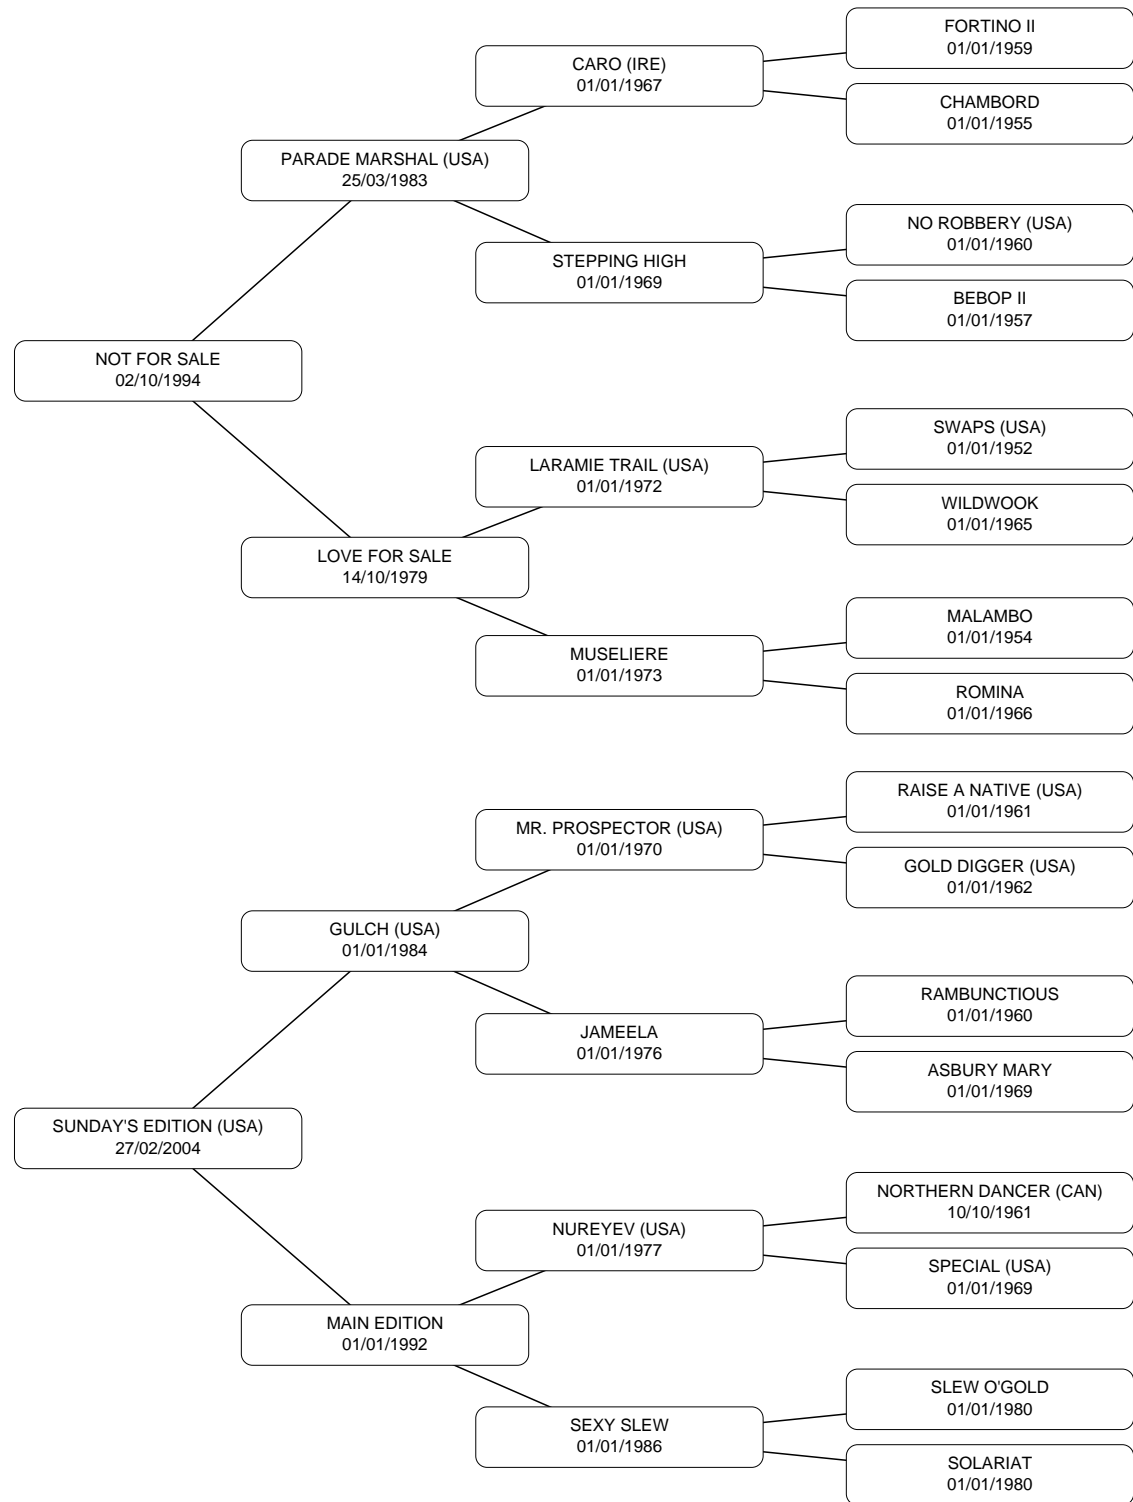 FORTINO II
01/01/1959
CARO (IRE)
01/01/1967
CHAMBORD
01/01/1955
PARADE MARSHAL (USA)
25/03/1983
NO ROBBERY (USA)
01/01/1960
STEPPING HIGH
01/01/1969
BEBOP II
01/01/1957
NOT FOR SALE
02/10/1994
SWAPS (USA)
01/01/1952
LARAMIE TRAIL (USA)
01/01/1972
WILDWOOK
01/01/1965
LOVE FOR SALE
14/10/1979
MALAMBO
01/01/1954
MUSELIERE
01/01/1973
ROMINA
01/01/1966
RAISE A NATIVE (USA)
01/01/1961
MR. PROSPECTOR (USA)
01/01/1970
GOLD DIGGER (USA)
01/01/1962
GULCH (USA)
01/01/1984
RAMBUNCTIOUS
01/01/1960
JAMEELA
01/01/1976
ASBURY MARY
01/01/1969
SUNDAY'S EDITION (USA)
27/02/2004
NORTHERN DANCER (CAN)
10/10/1961
NUREYEV (USA)
01/01/1977
SPECIAL (USA)
01/01/1969
MAIN EDITION
01/01/1992
SLEW O'GOLD
01/01/1980
SEXY SLEW
01/01/1986
SOLARIAT
01/01/1980